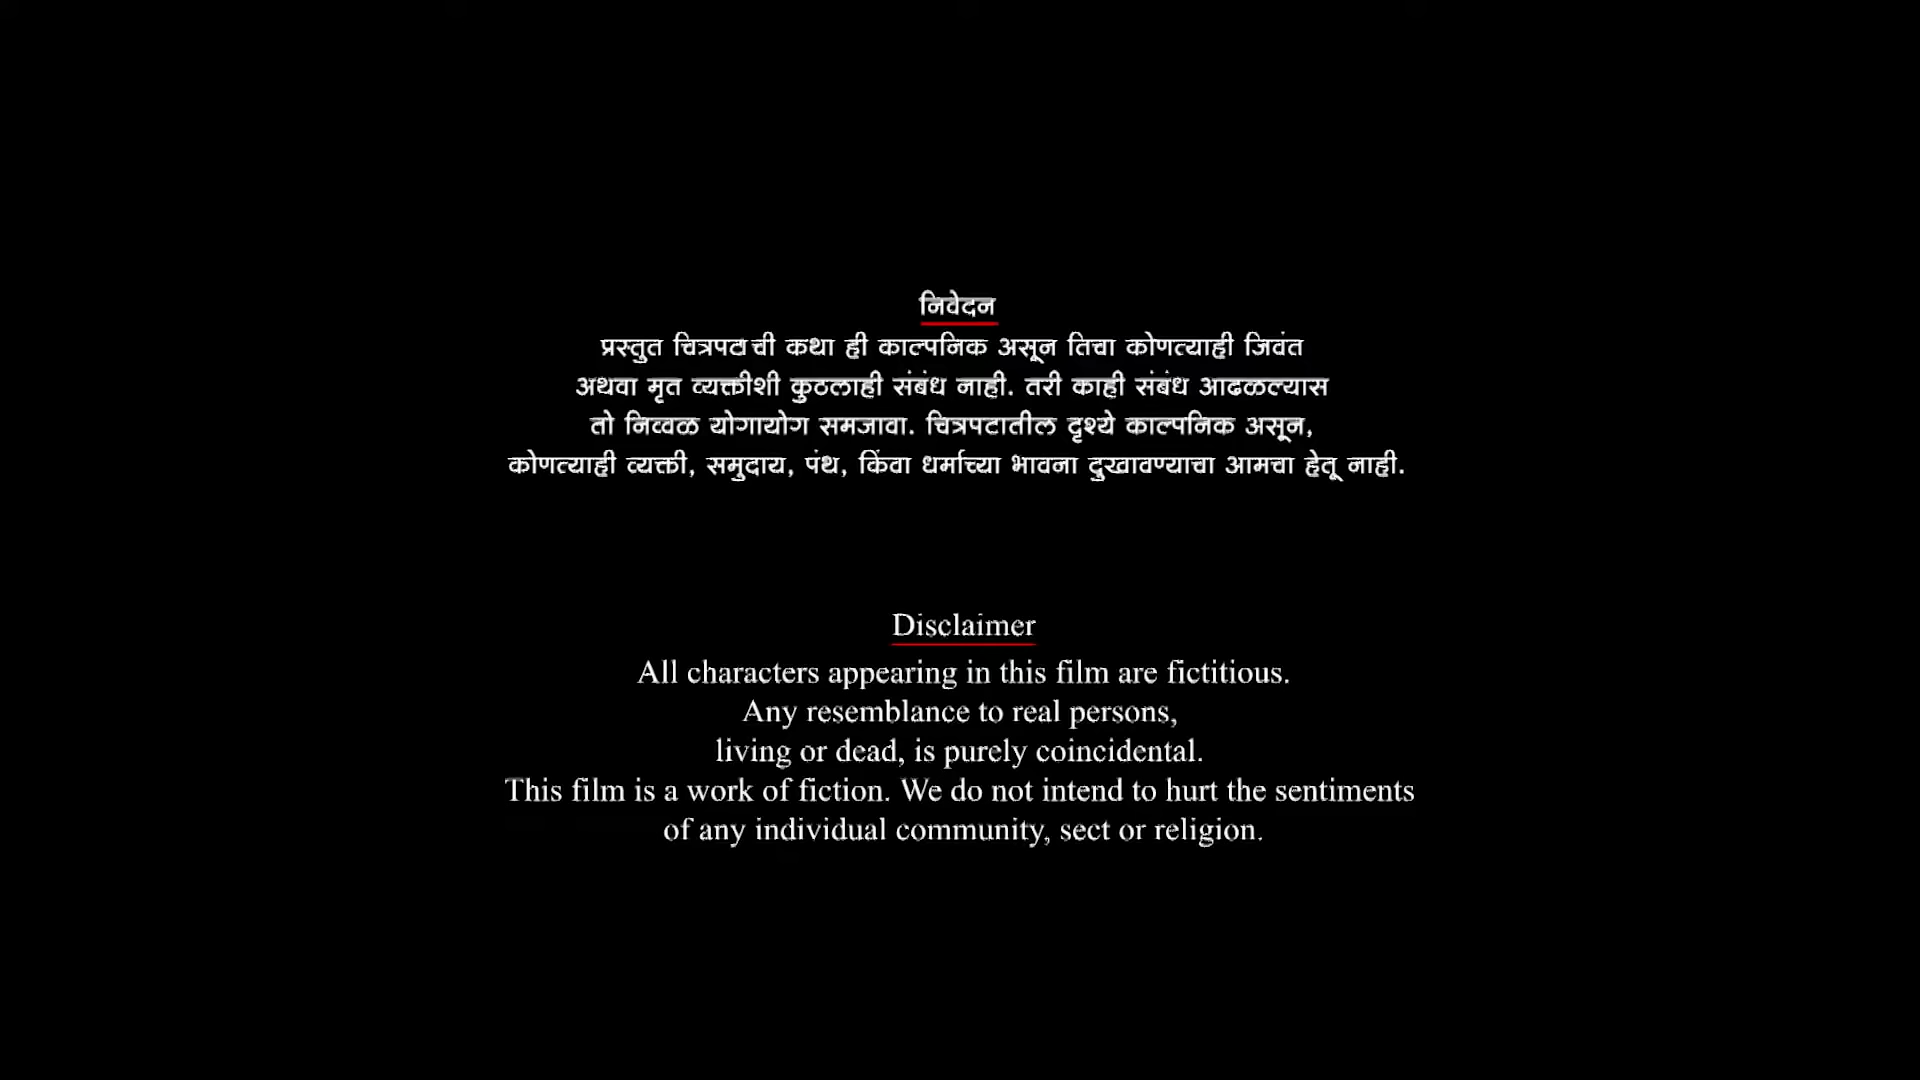 निवेदन
प्रस्तुत चित्रपटाची कथा ही काल्पनिक असून तिचा कोणत्याही जिवंत
अथवा मृत व्यक्तीशी कुठलाही संबंध नाही. तरी काही संबंध आढळल्यास
तो निव्वळ योगायोग समजावा. चित्रपटातील दृश्ये काल्पनिक असून,
कोणत्याही व्यक्ती, समुदाय, पंथ, किंवा धर्माच्या भावना दुखावण्याचा आमचा हेतू नाही.
Disclaimer
All characters appearing in this film are fictitious.
Any resemblance to real persons,
living or dead, is purely coincidental.
This film is a work of fiction. We do not intend to hurt the sentiments
of any individual community, sect or religion.